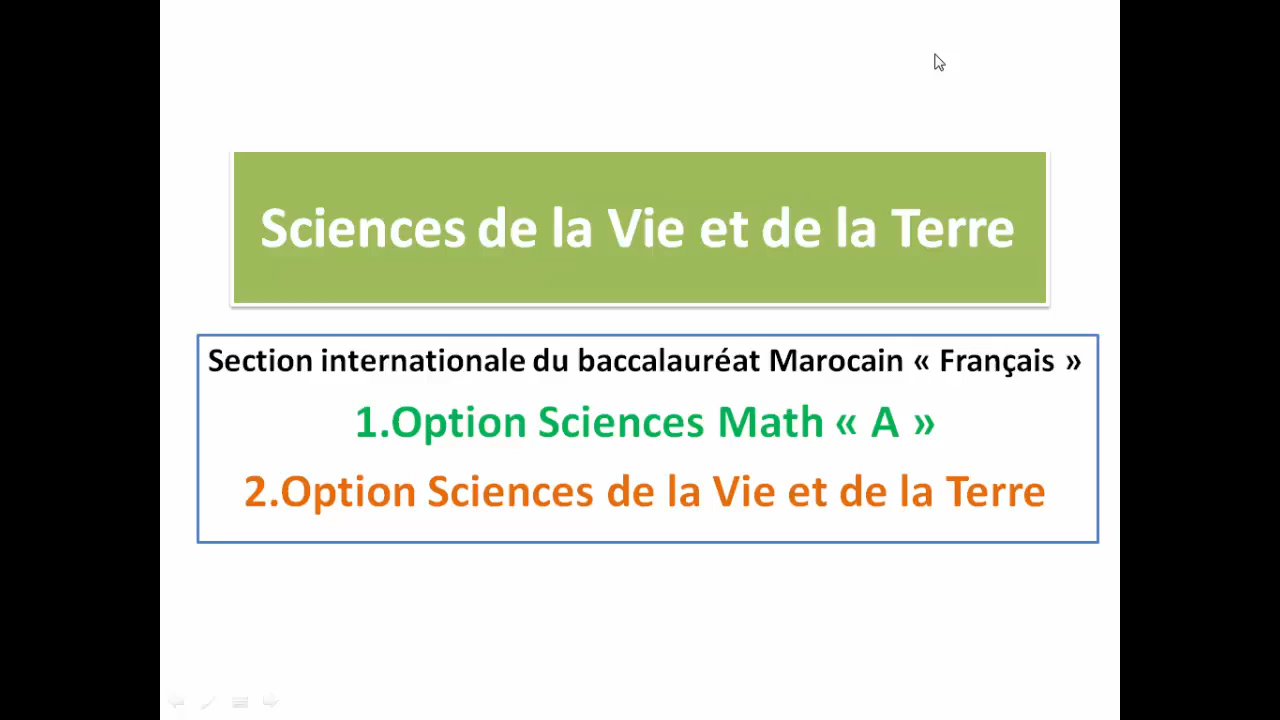 Sciences de la Vie et de la Terre
Section internationale du baccalauréat Marocain « Français »
1.Option Sciences Math « A »
2.Option Sciences de la Vie et de la Terre